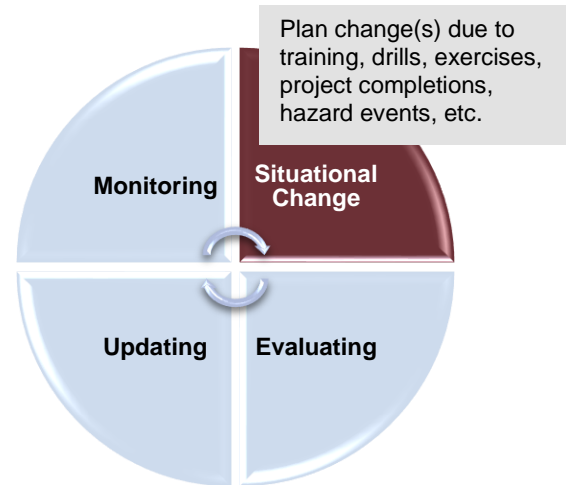 Plan change(s) due to
training, drills, exercises,
project completions,
hazard events, etc.
Monitoring
Situational
Change
Updating
Evaluating